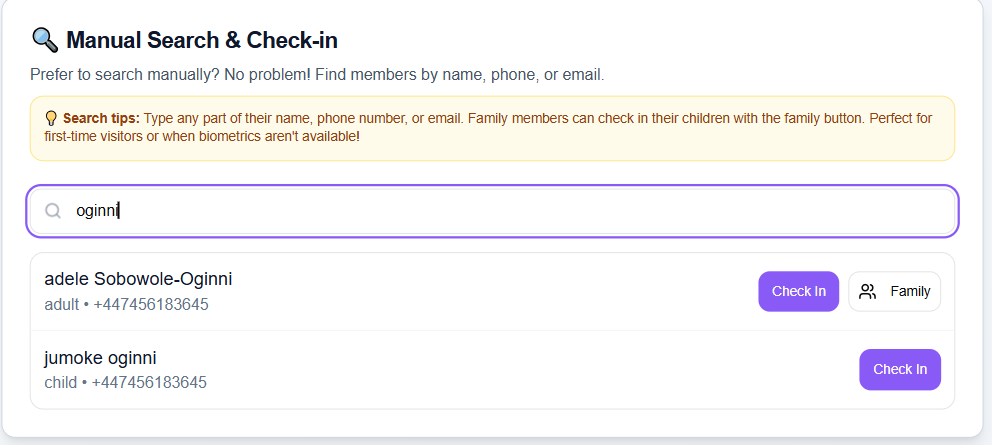 Manual Search & Check-in
Prefer to search manually? No problem! Find members by name, phone, or email.
Search tips: Type any part of their name, phone number, or email. Family members can check in their children with the family button. Perfect for
first-time visitors or when biometrics aren't available!
oginni
adele Sobowole-Oginni
adult • +447456183645
Check In
Family
jumoke oginni
child • +447456183645
Check In